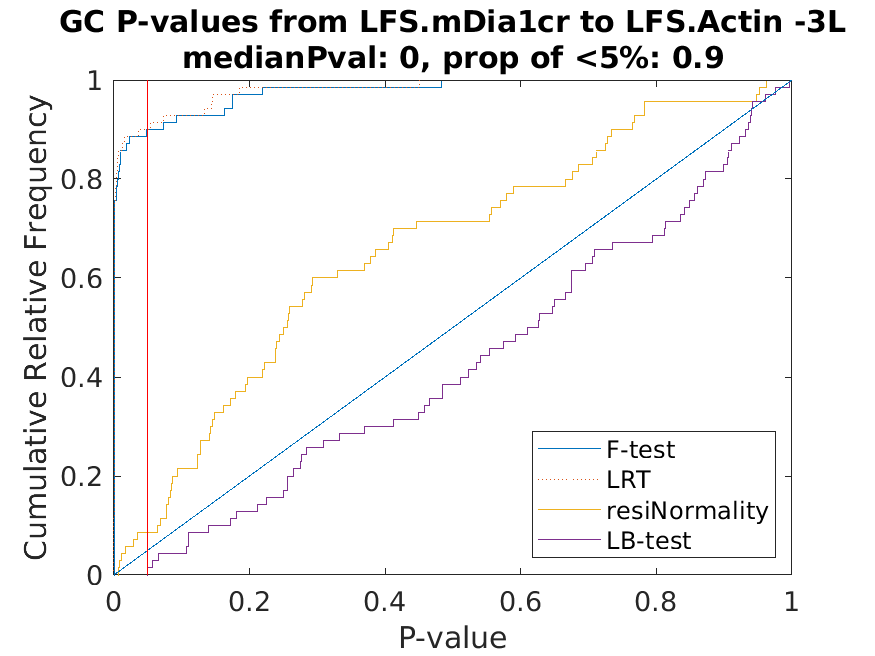 GC P-values from LFS.mDia1cr to LFS.Actin -3L
medianPval: 0, prop of <5%: 0.9
1
0.8
0.6
0.4
0.2
0
Cumulative Relative Frequency
F-test
LRT
resiNormality
LB-test
0
0.2
0.4
0.6
0.8
1
P-value